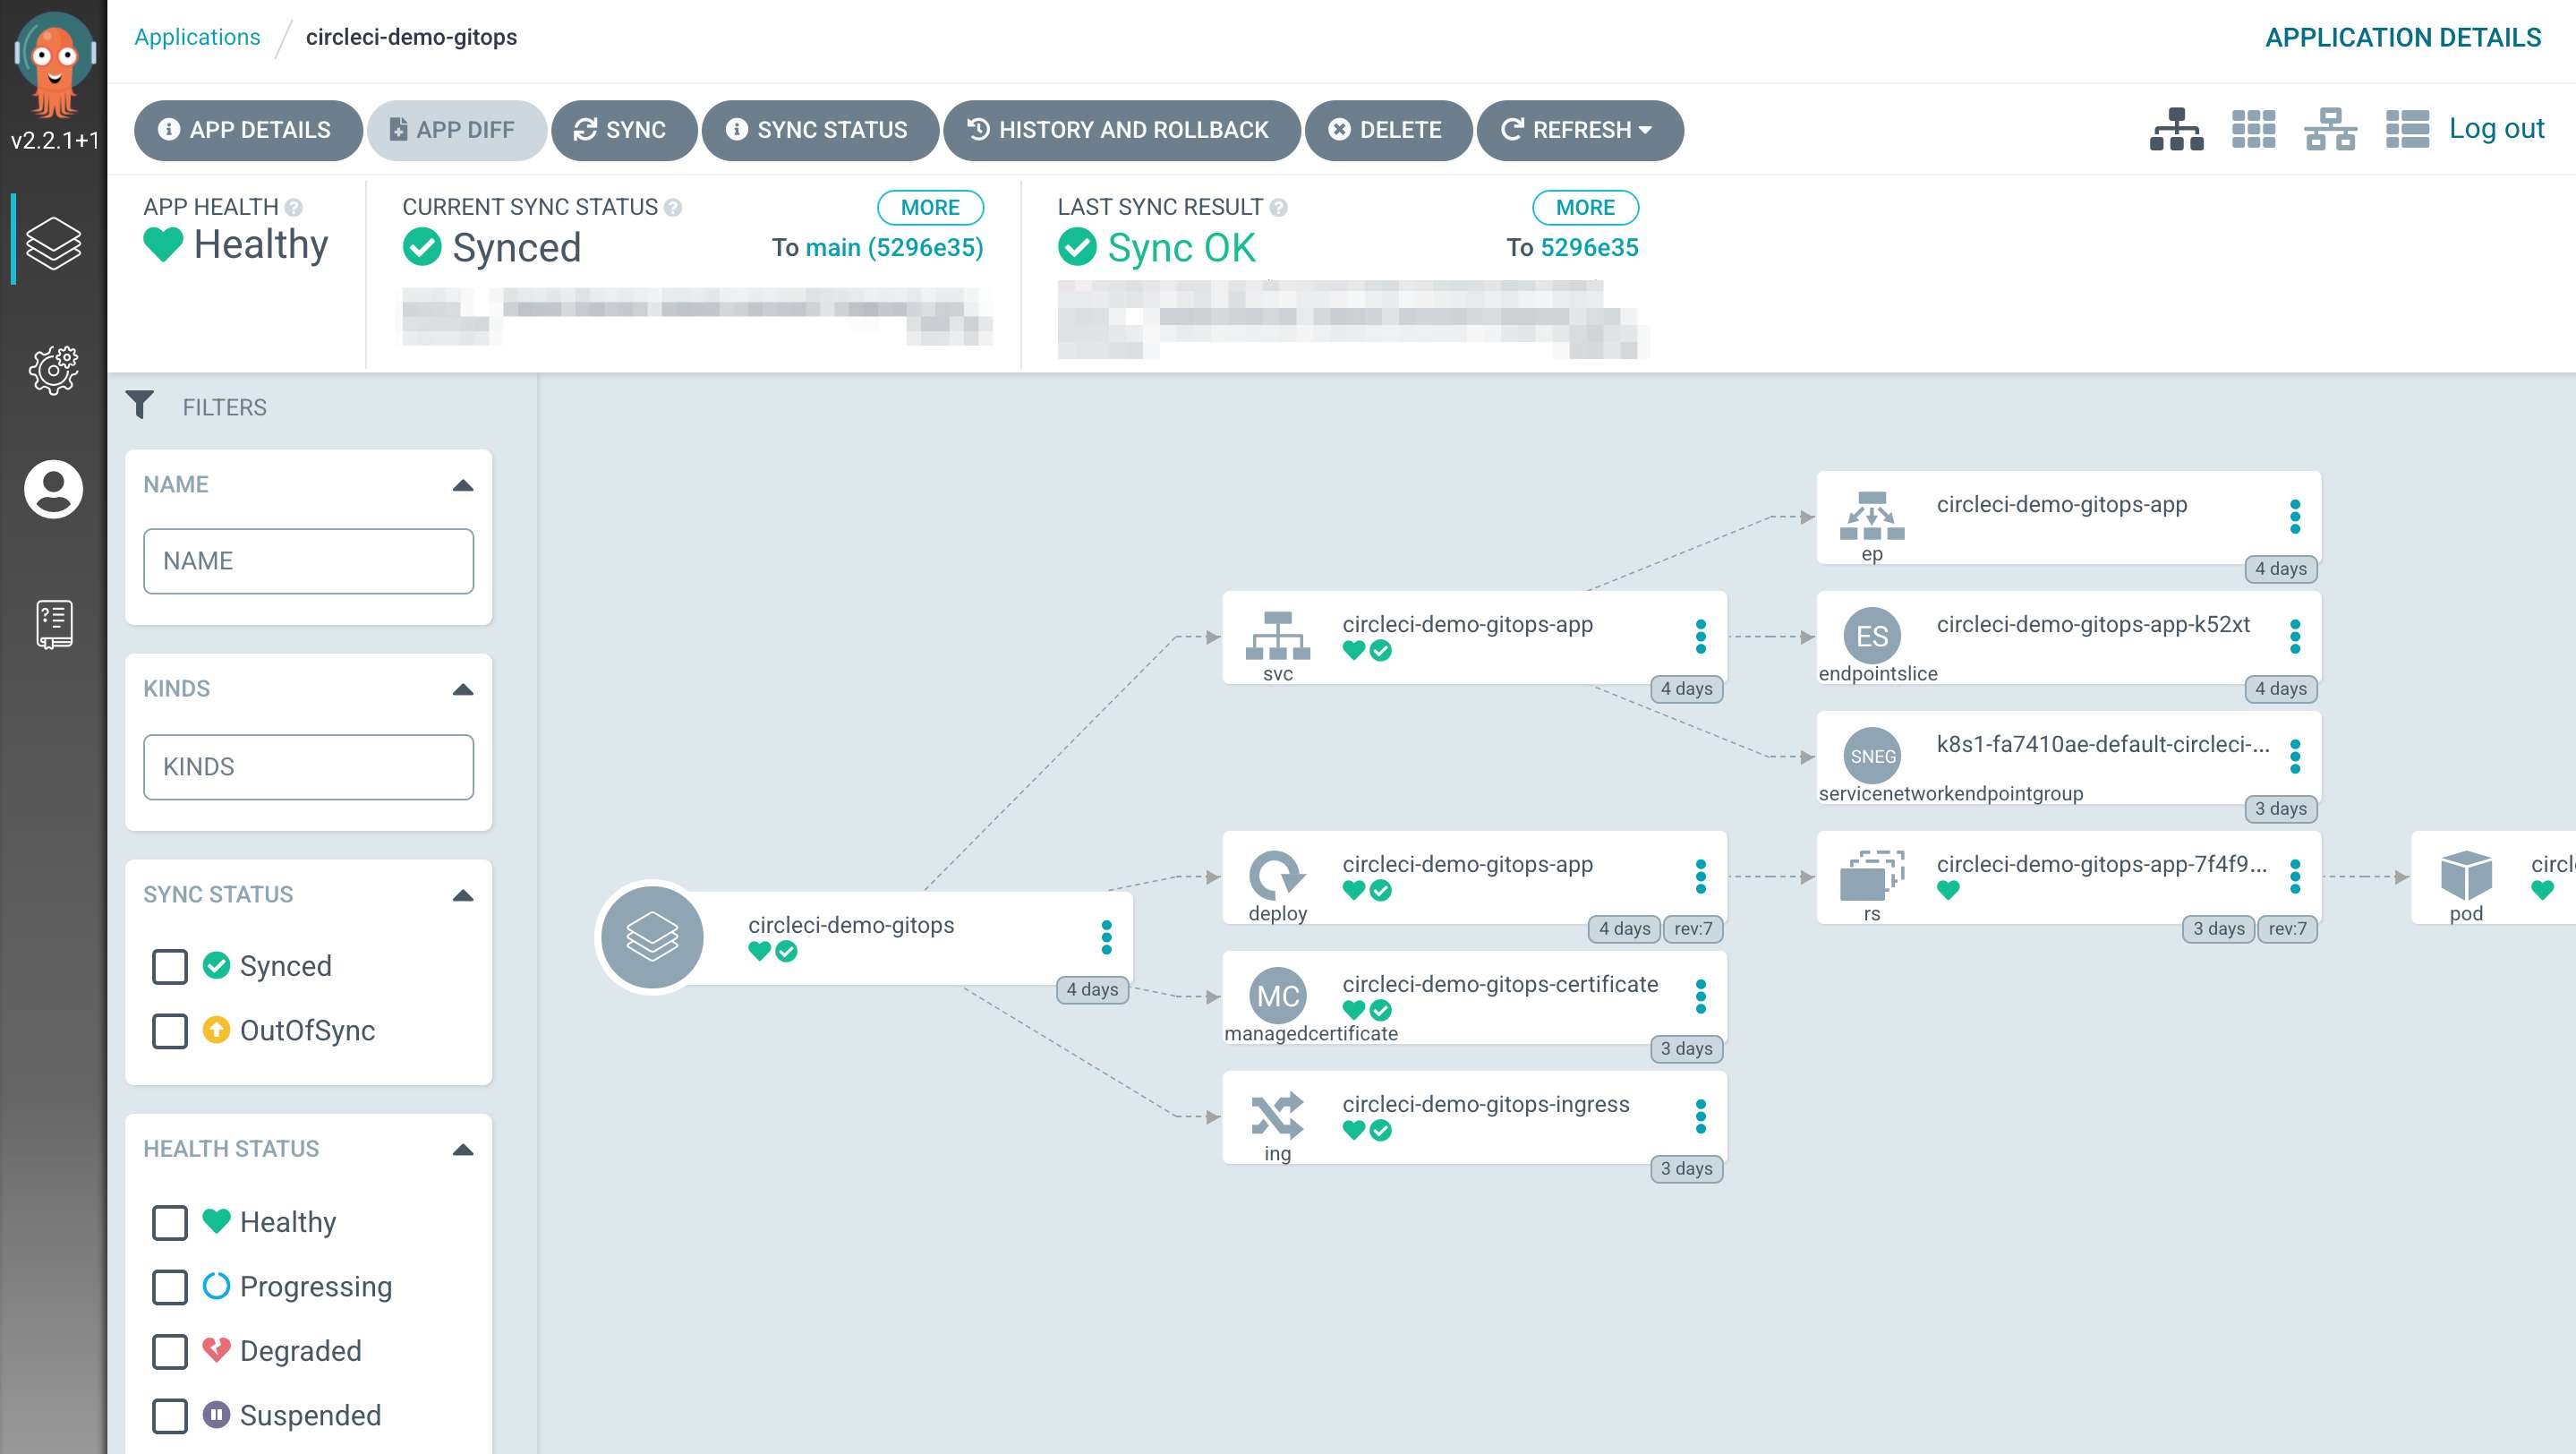 v2.2.1+1
Applications / circleci-demo-gitops
APPLICATION DETAILS
APP DETAILS
APP DIFF
SYNC
SYNC STATUS
HISTORY AND ROLLBACK
DELETE
REFRESH
Log out
APP HEALTH
Healthy
CURRENT SYNC STATUS
MORE
Synced
To main (5296e35)
LAST SYNC RESULT
MORE
Sync OK
To 5296e35
FILTERS
NAME
NAME
KINDS
KINDS
SYNC STATUS
Synced
OutOfSync
HEALTH STATUS
Healthy
Progressing
Degraded
Suspended
circleci-demo-gitops
4 days
circleci-demo-gitops-app
svc
4 days
circleci-demo-gitops-app
deploy
4 days
rev:7
MC
circleci-demo-gitops-certificate
managedcertificate
3 days
circleci-demo-gitops-ingress
ing
3 days
circleci-demo-gitops-app
ep
4 days
ES
circleci-demo-gitops-app-k52xt
endpointslice
4 days
SNEG
k8s1-fa7410ae-default-circleci-...
servicenetworkendpointgroup
3 days
circleci-demo-gitops-app-7f4f9...
rs
3 days
rev:7
pod